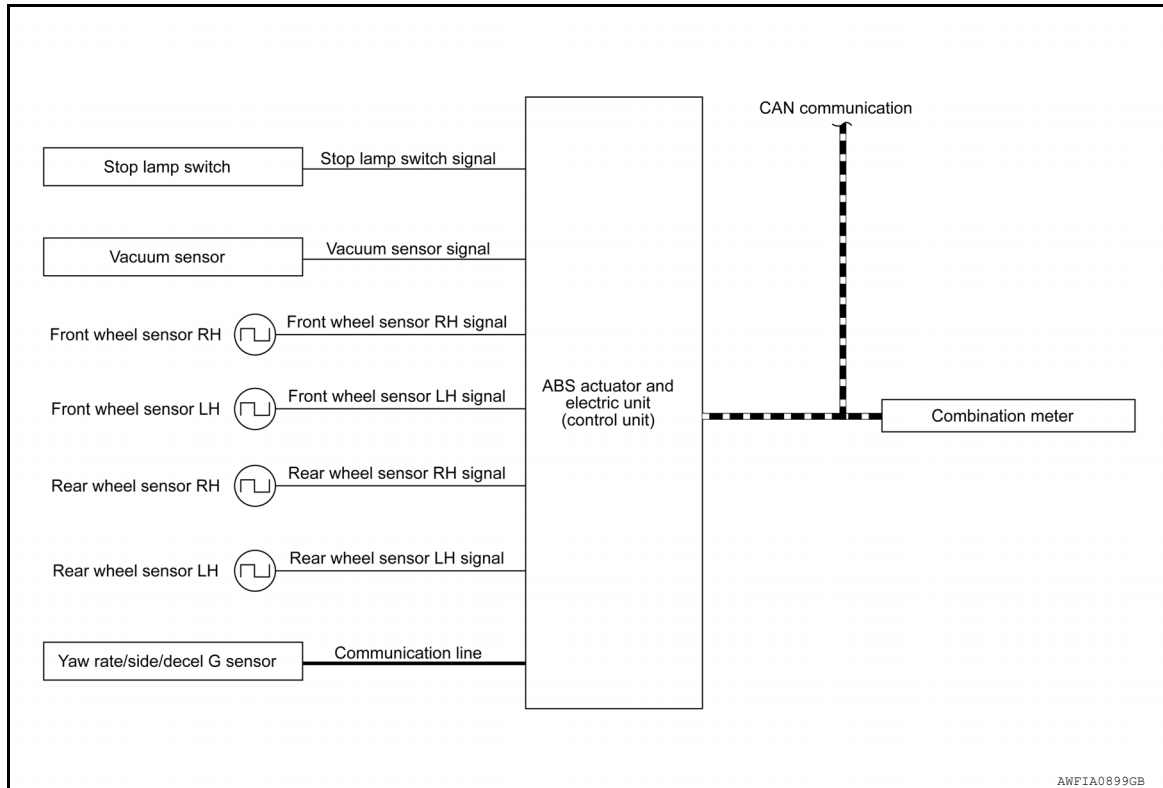 CAN communication
Stop lamp switch
Stop lamp switch signal
Vacuum sensor
Vacuum sensor signal
Front wheel sensor RH
Front wheel sensor RH signal
Front wheel sensor LH
Front wheel sensor LH signal
ABS actuator and
electric unit
(control unit)
Combination meter
Rear wheel sensor RH
Rear wheel sensor RH signal
Rear wheel sensor LH
Rear wheel sensor LH signal
Yaw rate/side/decel G sensor
Communication line
AWFIA0899GB